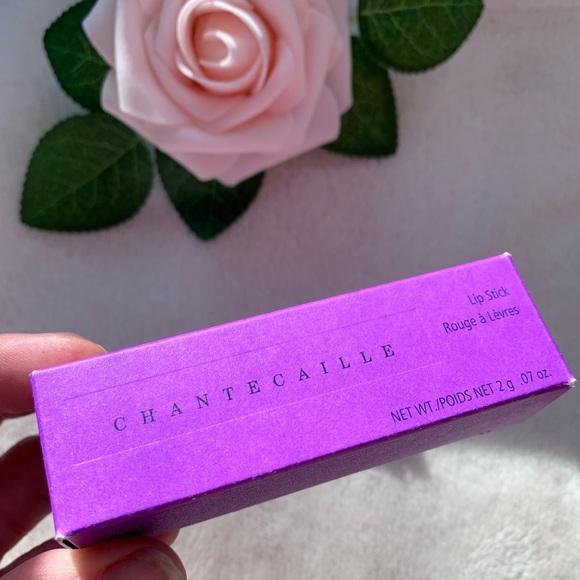 CHANTECAILLE
Lip Stick
Rouge à Lèvres
NET WT./POIDS NET 2 g .07 oz.